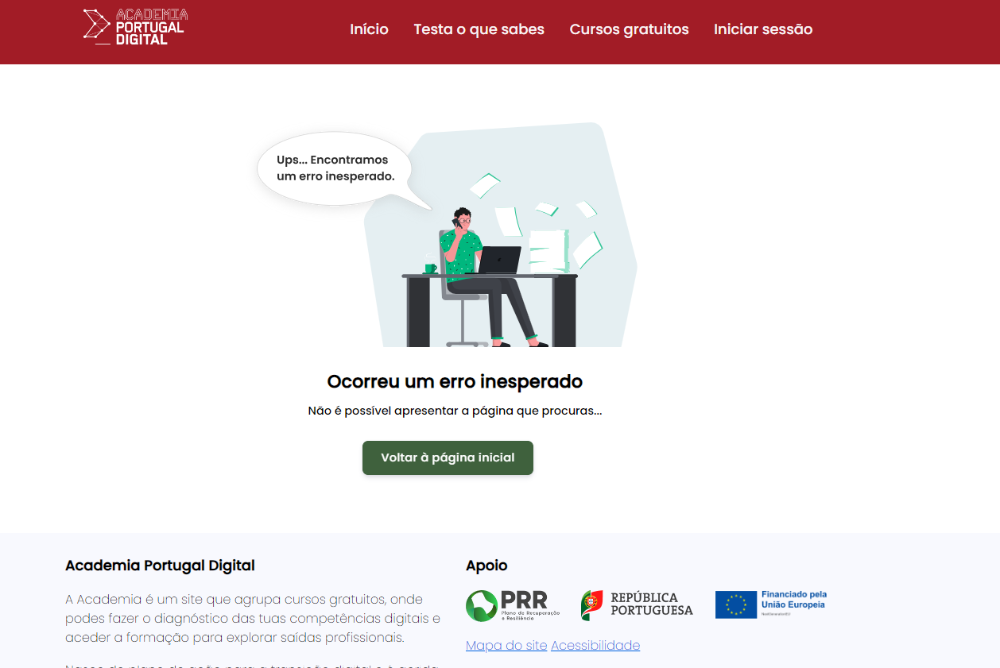 ACADEMIA
PORTUGAL
DIGITAL
Início Testa o que sabes Cursos gratuitos Iniciar sessão
Ups... Encontramos
um erro inesperado.
Ocorreu um erro inesperado
Não é possível apresentar a página que procuras...
Voltar à página inicial
Academia Portugal Digital
A Academia é um site que agrupa cursos gratuitos, onde
podes fazer o diagnóstico das tuas competências digitais e
aceder a formação para explorar saídas profissionais.
Apoio
PRR
Plano de Recuperação
e Resiliência
REPÚBLICA
PORTUGUESA
Financiado pela
União Europeia
NextGenerationEU
Mapa do site Acessibilidade